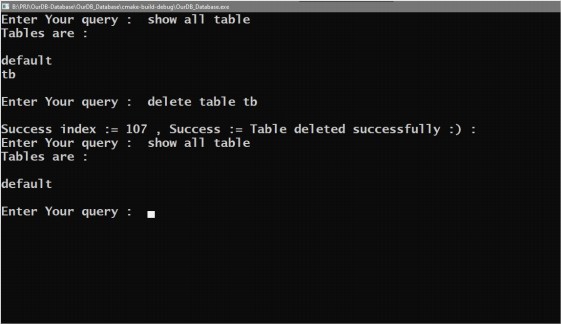 B:\PRJ\OurDB-Database\OurDB_Database\cmake-build-debug\OurDB_Database.exe
Enter Your query :  show all table
Tables are :
default
tb
Enter Your query :  delete table tb
Success index := 107 , Success := Table deleted successfully :) :
Enter Your query :  show all table
Tables are :
default
Enter Your query :